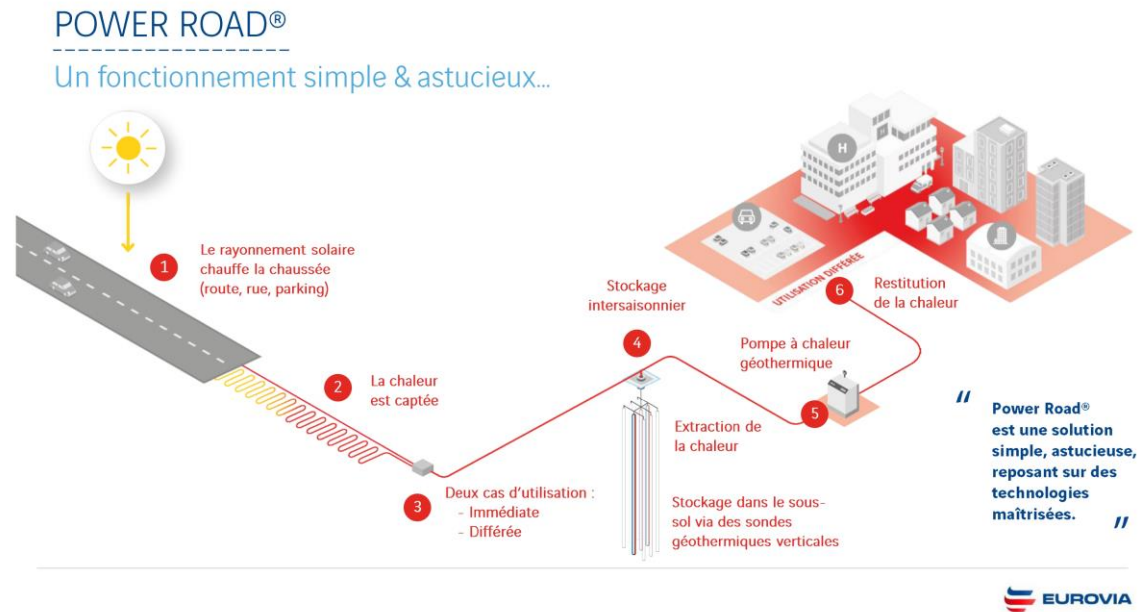 POWER ROAD®
Un fonctionnement simple & astucieux...
1
Le rayonnement solaire
chauffe la chaussée
(route, rue, parking)
2
La chaleur
est captée
3
Deux cas d'utilisation :
- Immédiate
- Différée
Stockage
intersaisonnier
4
Extraction de
la chaleur
Stockage dans le sous-
sol via des sondes
géothermiques verticales
Pompe à chaleur
géothermique
5
H
UTILISATION DIFFÉRÉE
6
Restitution
de la chaleur
"
Power Road®
est une solution
simple, astucieuse,
reposant sur des
technologies
maîtrisées.
"
EUROVIA